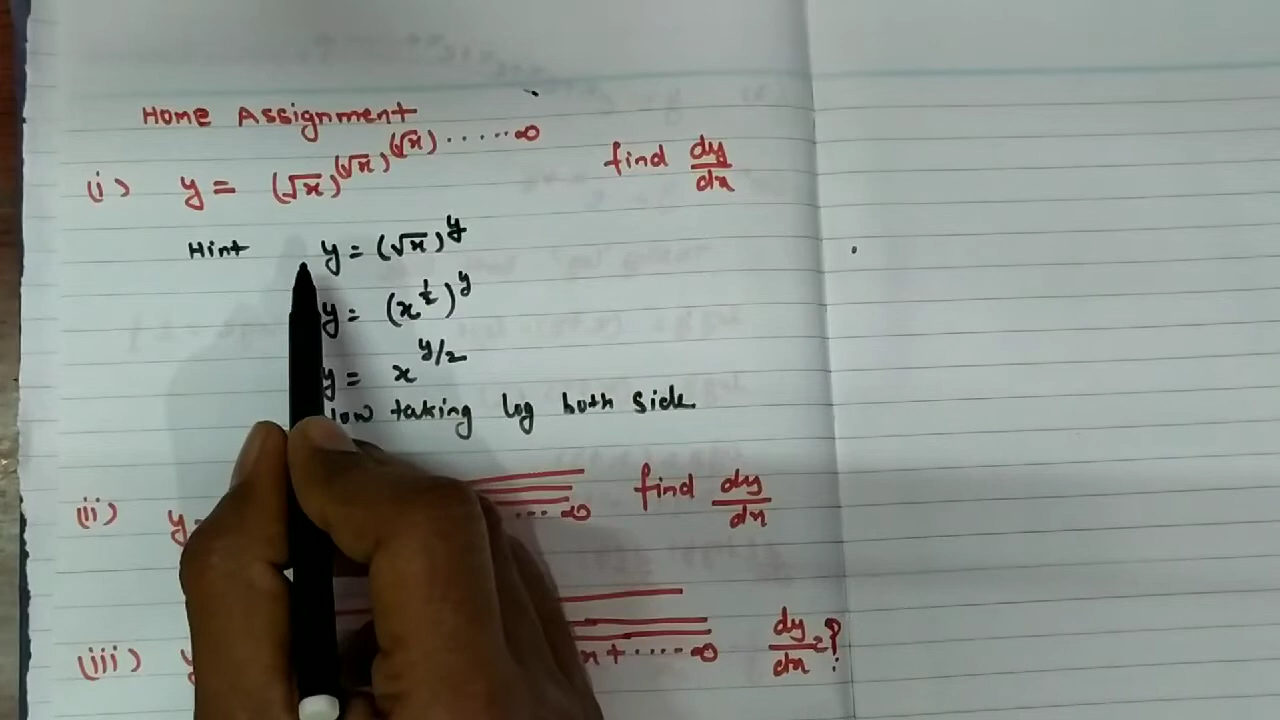 Home Assignment
(i) y = (√x)^(√x)^(√x)^.....∞ find dy/dx
Hint y = (√x)^y
y = (x^½)^y
y = x^y/2
taking log both side
(ii) y= .... ∞ find dy/dx
(iii) x + ..... ∞ dy/dx = ?